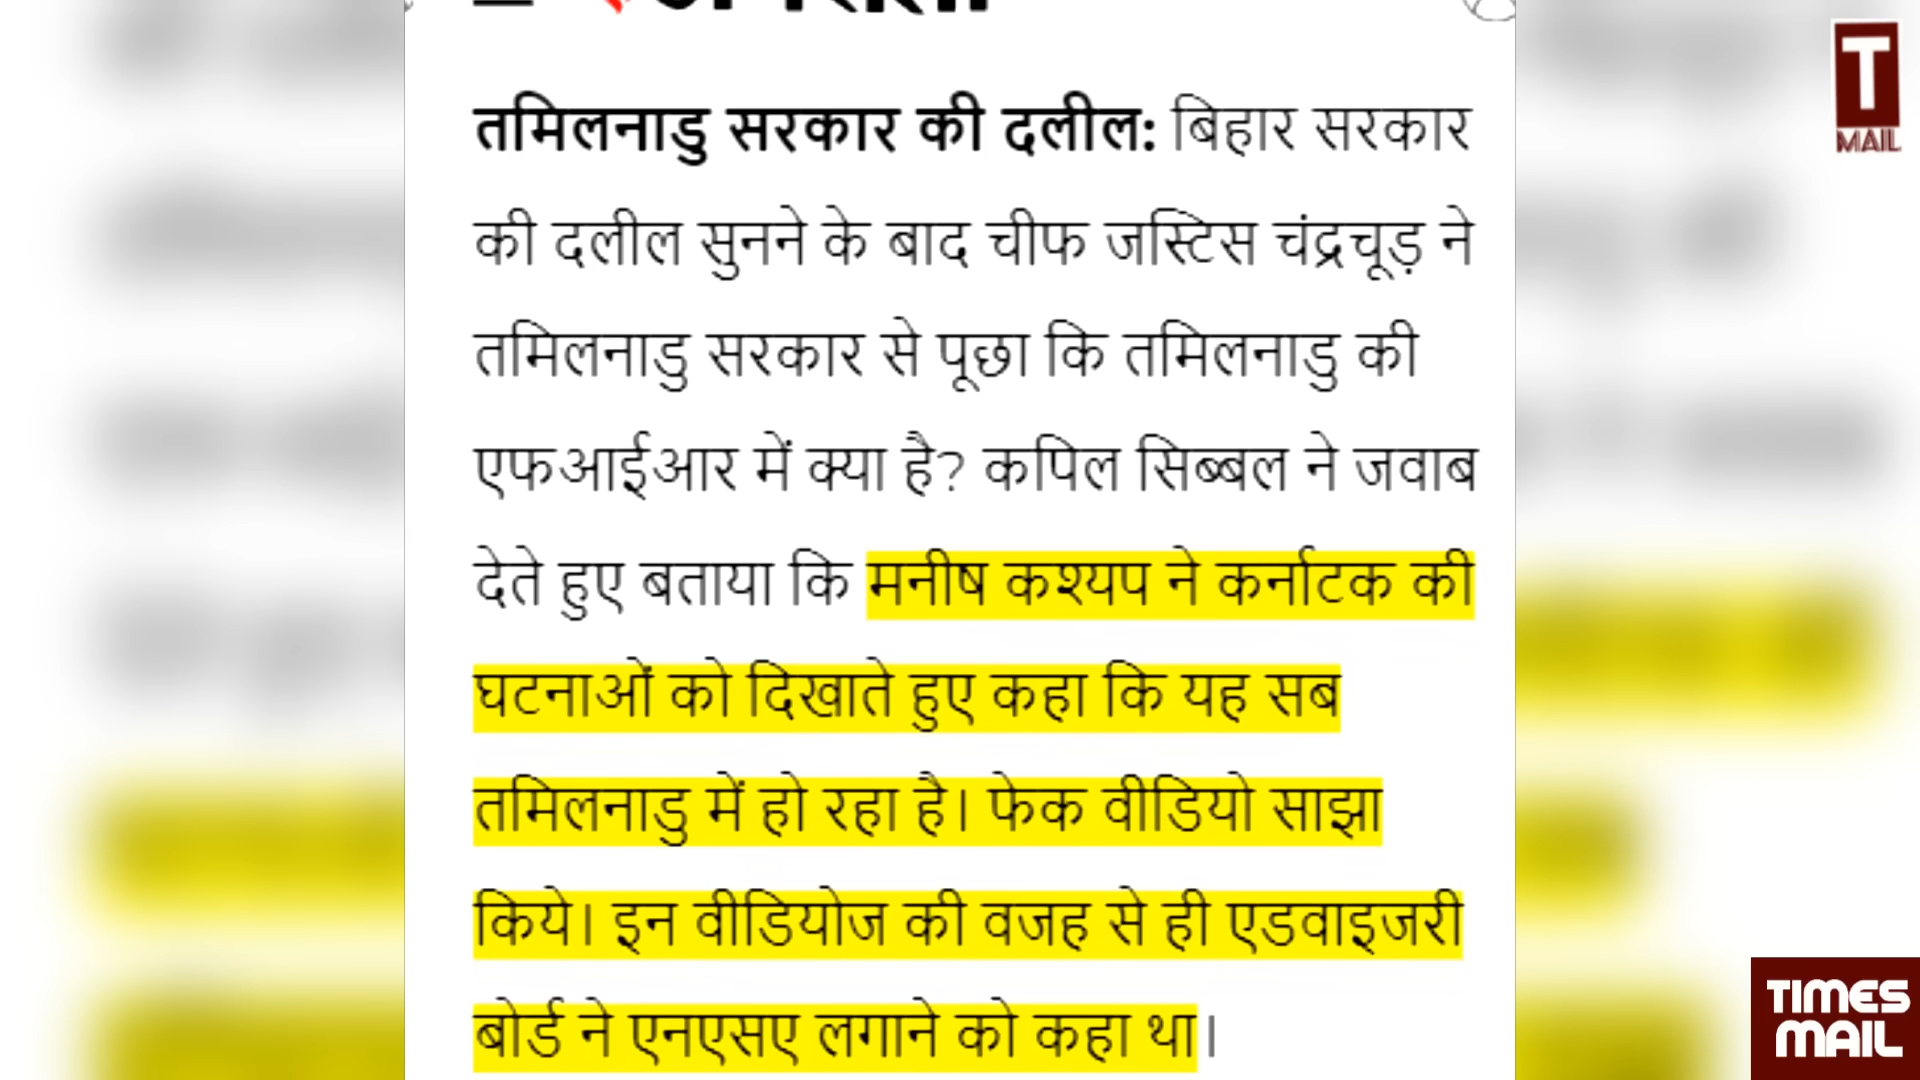 T
MAIL
तमिलनाडु सरकार की दलील: बिहार सरकार
की दलील सुनने के बाद चीफ जस्टिस चंद्रचूड़ ने
तमिलनाडु सरकार से पूछा कि तमिलनाडु की
एफआईआर में क्या है? कपिल सिब्बल ने जवाब
देते हुए बताया कि मनीष कश्यप ने कर्नाटक की
घटनाओं को दिखाते हुए कहा कि यह सब
तमिलनाडु में हो रहा है। फेक वीडियो साझा
किये। इन वीडियोज की वजह से ही एडवाइजरी
बोर्ड ने एनएसए लगाने को कहा था।
TIMES
MAIL